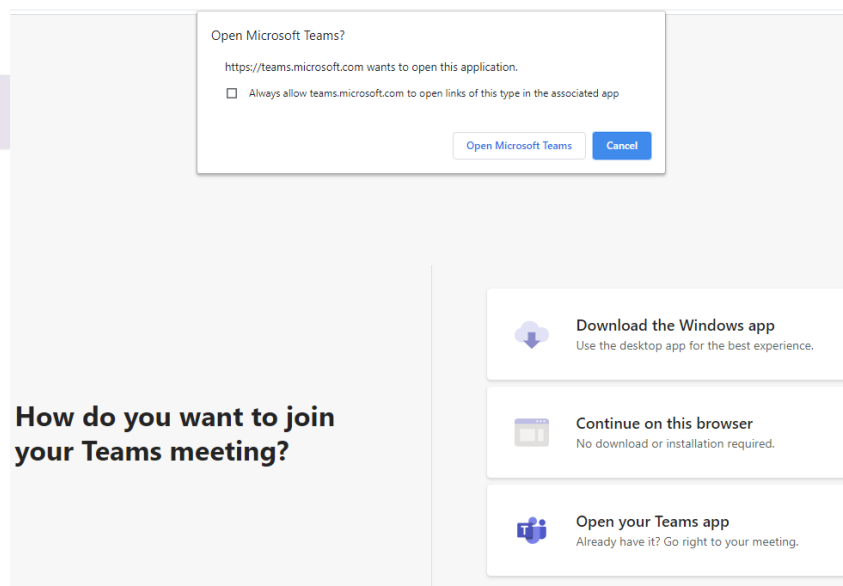 Open Microsoft Teams?
https://teams.microsoft.com wants to open this application.
Always allow teams.microsoft.com to open links of this type in the associated app
Open Microsoft Teams
Cancel
How do you want to join
your Teams meeting?
Download the Windows app
Use the desktop app for the best experience.
Continue on this browser
No download or installation required.
T
Open your Teams app
Already have it? Go right to your meeting.